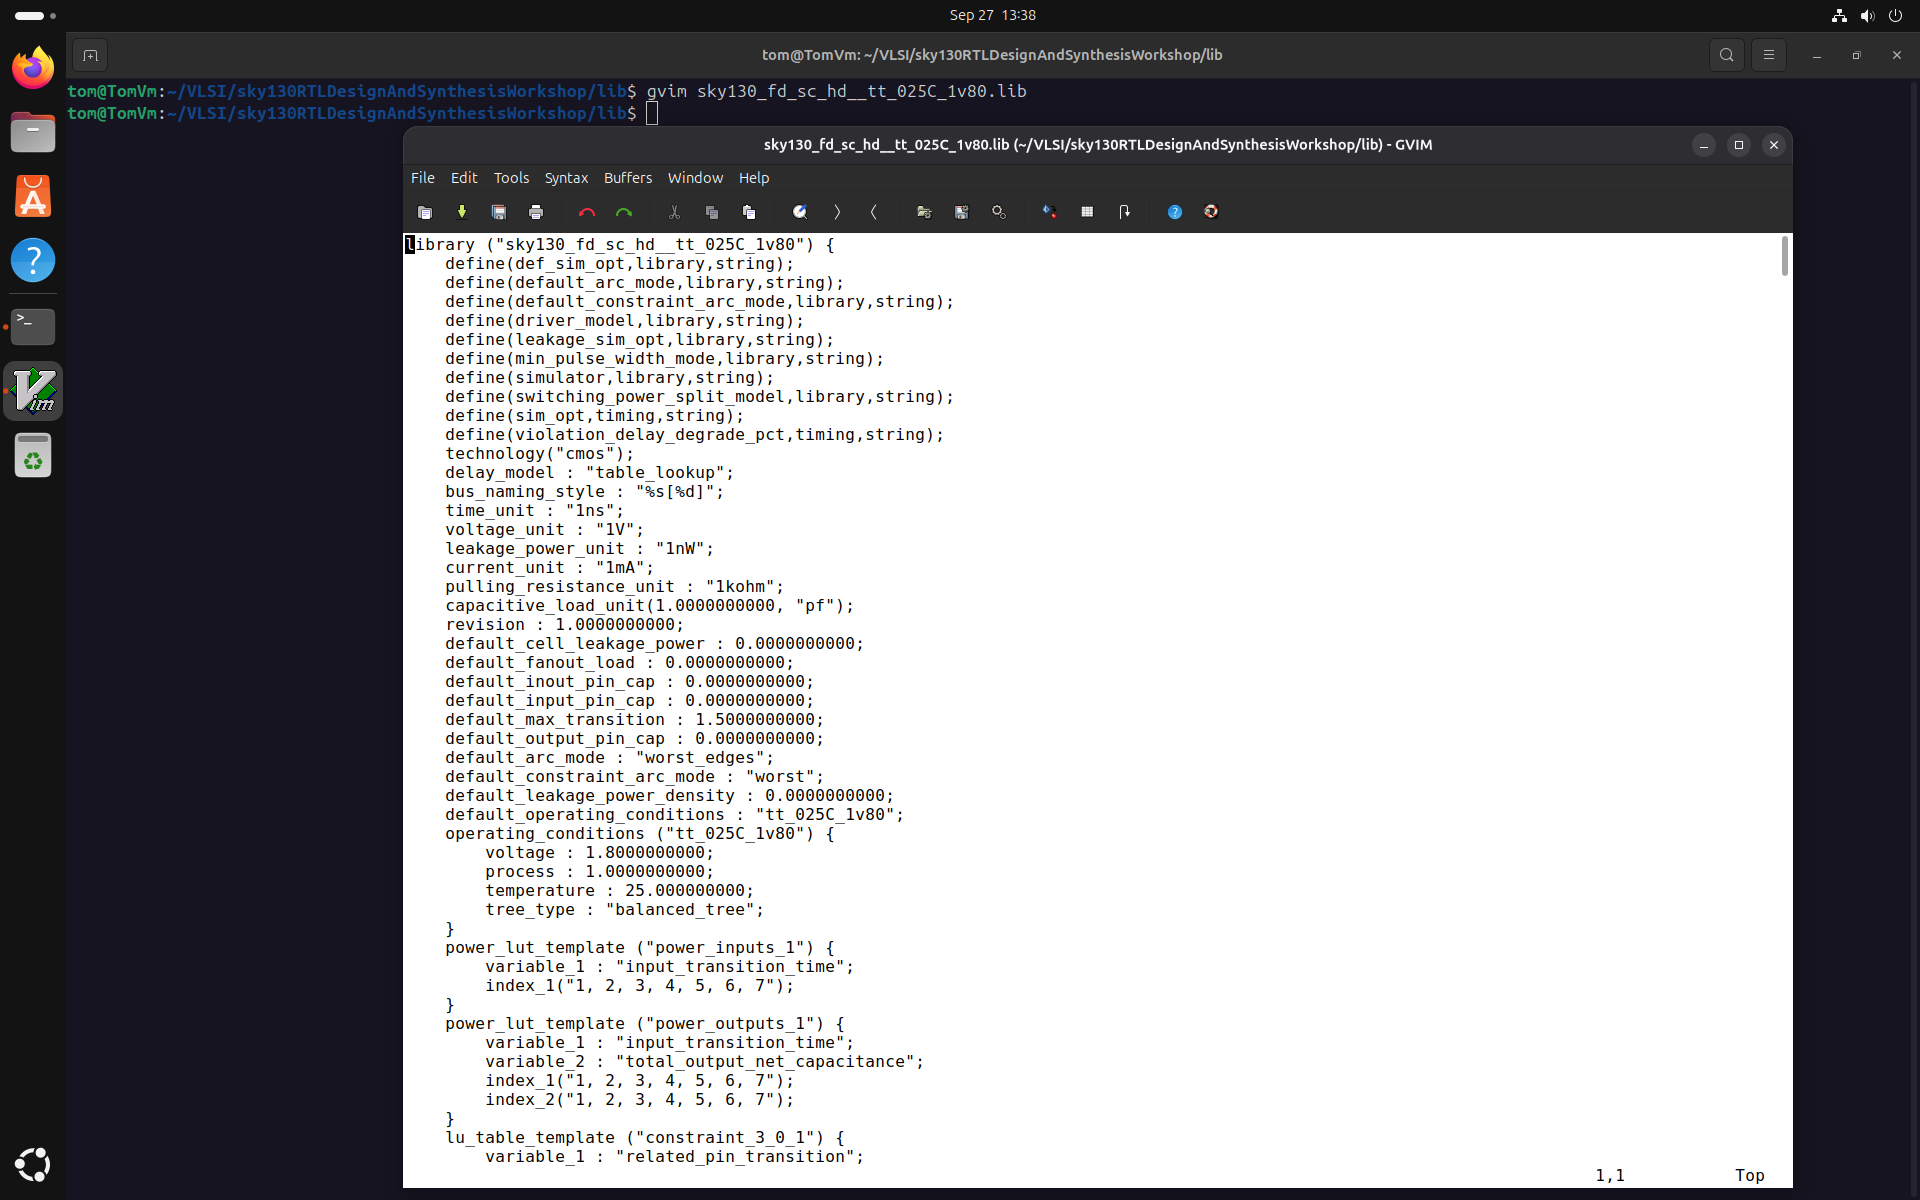 Sep 27 13:38
tom@TomVm: ~/VLSI/sky130RTLDesignAndSynthesisWorkshop/lib
tom@TomVm:~/VLSI/sky130RTLDesignAndSynthesisWorkshop/lib$ gvim sky130_fd_sc_hd__tt_025C_1v80.lib
tom@TomVm:~/VLSI/sky130RTLDesignAndSynthesisWorkshop/lib$
sky130_fd_sc_hd__tt_025C_1v80.lib (~/VLSI/sky130RTLDesignAndSynthesisWorkshop/lib) - GVIM
File Edit Tools Syntax Buffers Window Help
library ("sky130_fd_sc_hd__tt_025C_1v80") {
    define(def_sim_opt,library,string);
    define(default_arc_mode,library,string);
    define(default_constraint_arc_mode,library,string);
    define(driver_model,library,string);
    define(leakage_sim_opt,library,string);
    define(min_pulse_width_mode,library,string);
    define(simulator,library,string);
    define(switching_power_split_model,library,string);
    define(sim_opt,timing,string);
    define(violation_delay_degrade_pct,timing,string);
    technology("cmos");
    delay_model : "table_lookup";
    bus_naming_style : "%s[%d]";
    time_unit : "1ns";
    voltage_unit : "1V";
    leakage_power_unit : "1nW";
    current_unit : "1mA";
    pulling_resistance_unit : "1kohm";
    capacitive_load_unit(1.0000000000, "pf");
    revision : 1.0000000000;
    default_cell_leakage_power : 0.0000000000;
    default_fanout_load : 0.0000000000;
    default_inout_pin_cap : 0.0000000000;
    default_input_pin_cap : 0.0000000000;
    default_max_transition : 1.5000000000;
    default_output_pin_cap : 0.0000000000;
    default_arc_mode : "worst_edges";
    default_constraint_arc_mode : "worst";
    default_leakage_power_density : 0.0000000000;
    default_operating_conditions : "tt_025C_1v80";
    operating_conditions ("tt_025C_1v80") {
        voltage : 1.8000000000;
        process : 1.0000000000;
        temperature : 25.000000000;
        tree_type : "balanced_tree";
    }
    power_lut_template ("power_inputs_1") {
        variable_1 : "input_transition_time";
        index_1("1, 2, 3, 4, 5, 6, 7");
    }
    power_lut_template ("power_outputs_1") {
        variable_1 : "input_transition_time";
        variable_2 : "total_output_net_capacitance";
        index_1("1, 2, 3, 4, 5, 6, 7");
        index_2("1, 2, 3, 4, 5, 6, 7");
    }
    lu_table_template ("constraint_3_0_1") {
        variable_1 : "related_pin_transition";
1,1 Top